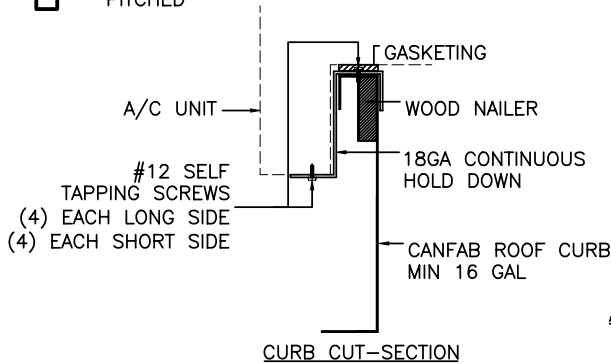 PITCHED
GASKETING
A/C UNIT
WOOD NAILER
#12 SELF
TAPPING SCREWS
(4) EACH LONG SIDE
(4) EACH SHORT SIDE
18GA CONTINUOUS
HOLD DOWN
CANFAB ROOF CURB
MIN 16 GAL
CURB CUT-SECTION